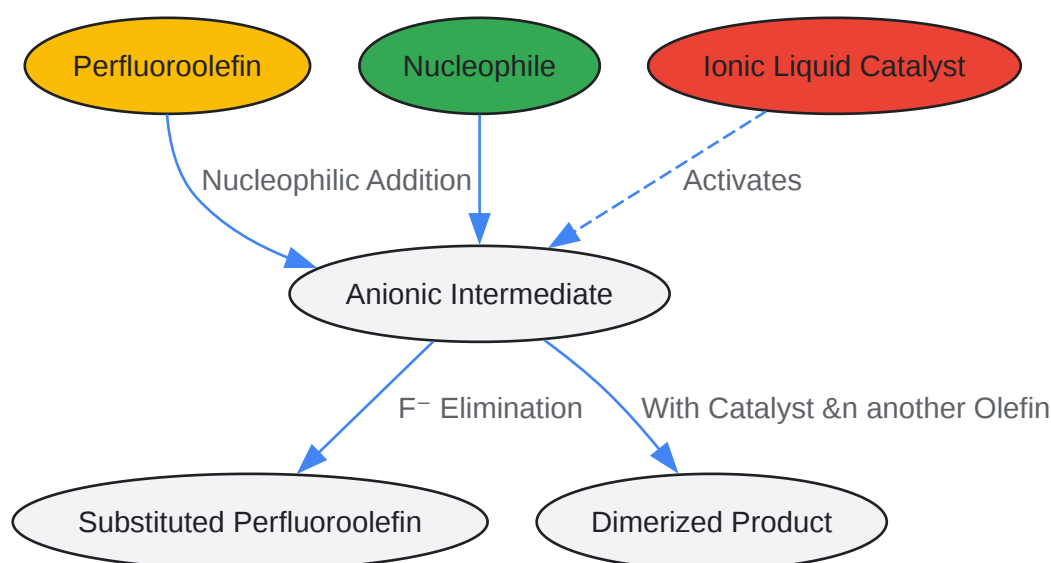 Perfluoroolefin
Nucleophile
Ionic Liquid Catalyst
Nucleophilic Addition
Activates
Anionic Intermediate
F⁻ Elimination
With Catalyst &n another Olefin
Substituted Perfluoroolefin
Dimerized Product